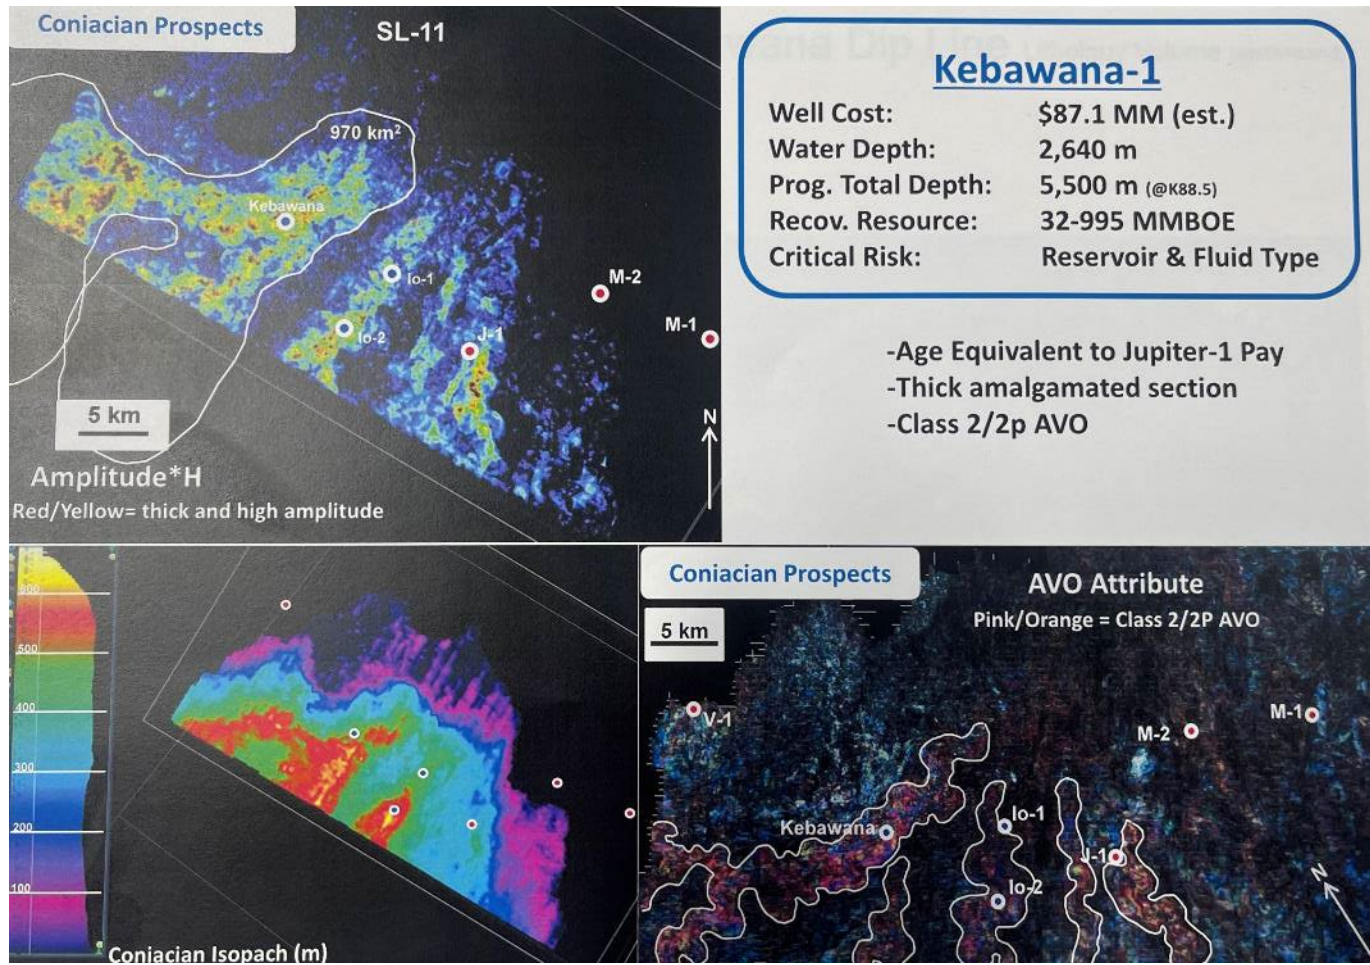 Coniacian Prospects
SL-11
970 km²
Kebawana
Io-1
Io-2
J-1
M-2
M-1
5 km
N
Amplitude*H
Red/Yellow= thick and high amplitude
wana Dip Line
Kebawana-1
Well Cost: $87.1 MM (est.)
Water Depth: 2,640 m
Prog. Total Depth: 5,500 m (@K88.5)
Recov. Resource: 32-995 MMBOE
Critical Risk: Reservoir & Fluid Type
-Age Equivalent to Jupiter-1 Pay
-Thick amalgamated section
-Class 2/2p AVO
600
500
400
300
200
100
Coniacian Isopach (m)
Coniacian Prospects
AVO Attribute
Pink/Orange = Class 2/2P AVO
5 km
V-1
M-1
M-2
Io-1
Kebawana
J-1
Io-2
N